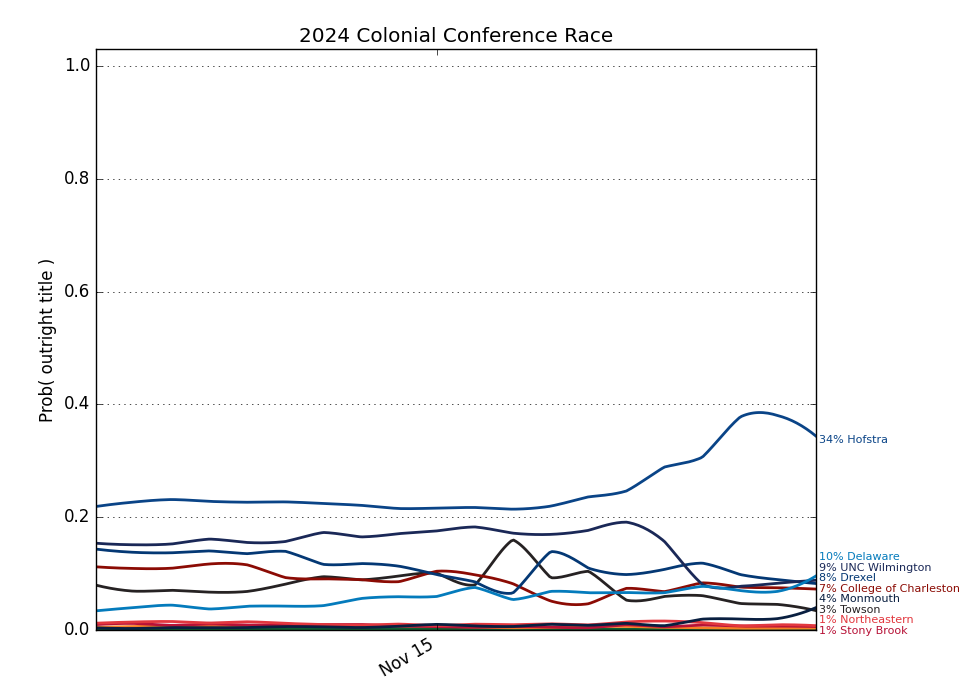 2024 Colonial Conference Race
Prob( outright title )
1.0
0.8
0.6
0.4
0.2
0.0
Nov 15
34% Hofstra
10% Delaware
9% UNC Wilmington
8% Drexel
7% College of Charleston
4% Monmouth
3% Towson
1% Northeastern
1% Stony Brook